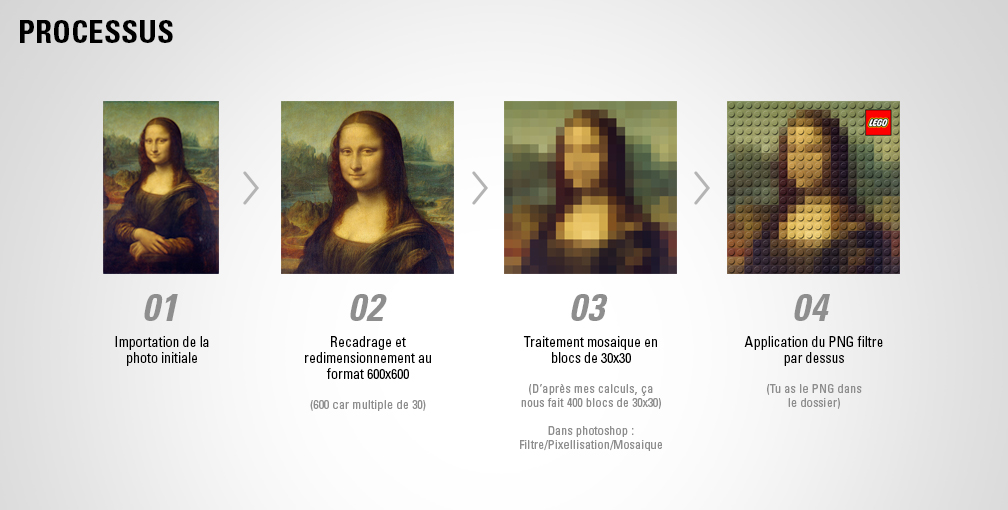 PROCESSUS
LEGO
01
Importation de la
photo initiale
02
Recadrage et
redimensionnement au
format 600x600
(600 car multiple de 30)
03
Traitement mosaique en
blocs de 30x30
(D'après mes calculs, ça
nous fait 400 blocs de 30x30)
Dans photoshop :
Filtre/Pixellisation/Mosaique
04
Application du PNG filtre
par dessus
(Tu as le PNG dans
le dossier)